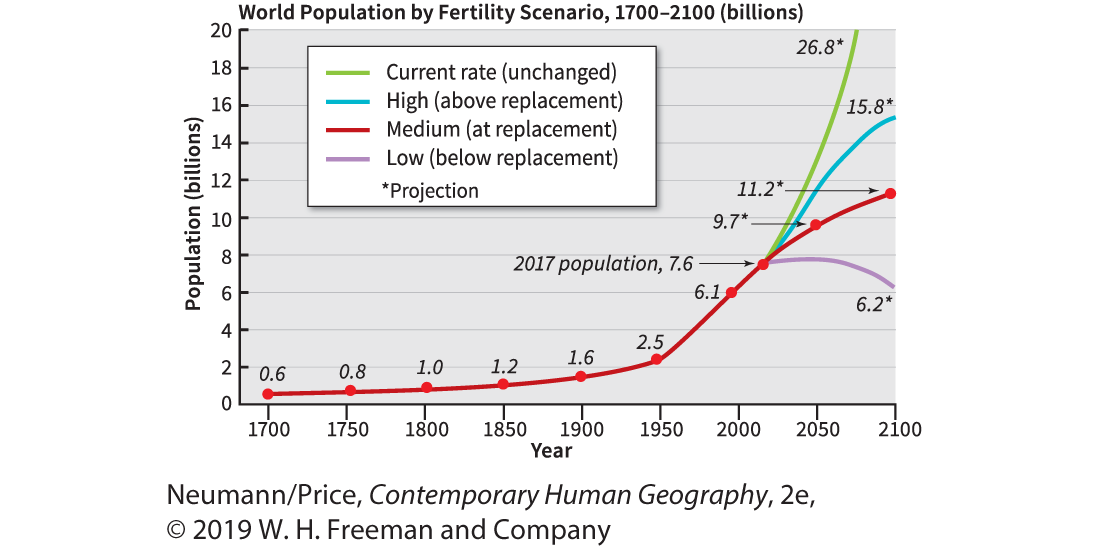 World Population by Fertility Scenario, 1700–2100 (billions)
Population (billions)
20
18
16
14
12
10
8
6
4
2
0
Current rate (unchanged)
High (above replacement)
Medium (at replacement)
Low (below replacement)
*Projection
26.8*
15.8*
11.2*
9.7*
2017 population, 7.6
6.1
6.2*
2.5
1.6
1.2
1.0
0.8
0.6
1700 1750 1800 1850 1900 1950 2000 2050 2100
Year
Neumann/Price, Contemporary Human Geography, 2e,
© 2019 W. H. Freeman and Company